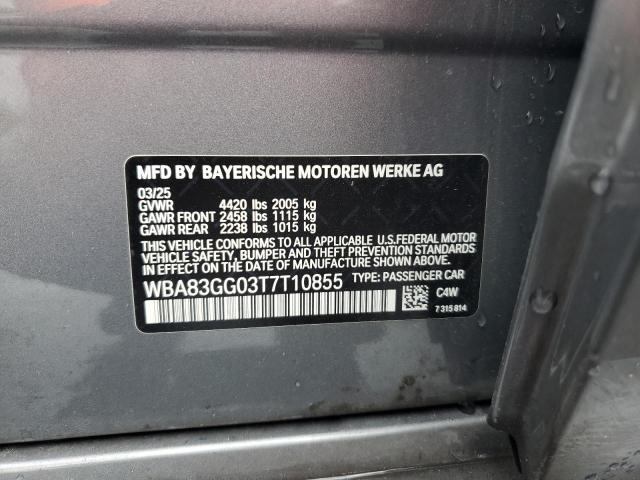 MFD BY BAYERISCHE MOTOREN WERKE AG
03/25
GVWR 4420 lbs 2005 kg
GAWR FRONT 2458 lbs 1115 kg
GAWR REAR 2238 lbs 1015 kg
THIS VEHICLE CONFORMS TO ALL APPLICABLE U.S.FEDERAL MOTOR
VEHICLE SAFETY, BUMPER AND THEFT PREVENTION STANDARDS
IN EFFECT ON THE DATE OF MANUFACTURE SHOWN ABOVE.
WBA83GG03T7T10855 TYPE: PASSENGER CAR
C4W
7 315 814